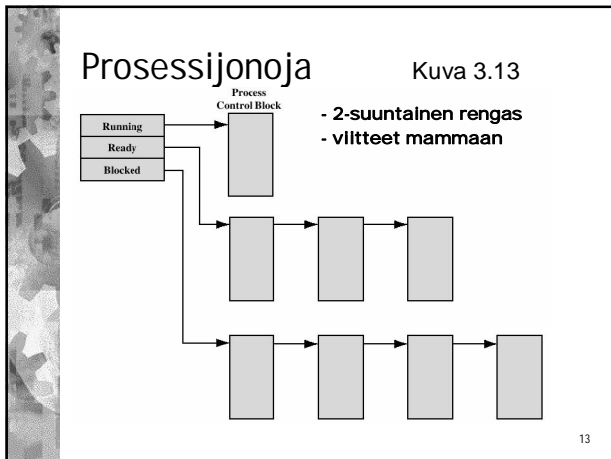 Prosessijonoja
Kuva 3.13
Process
Control Block
- 2-suuntainen rengas
- viitteet mammaan
Running
Ready
Blocked
13